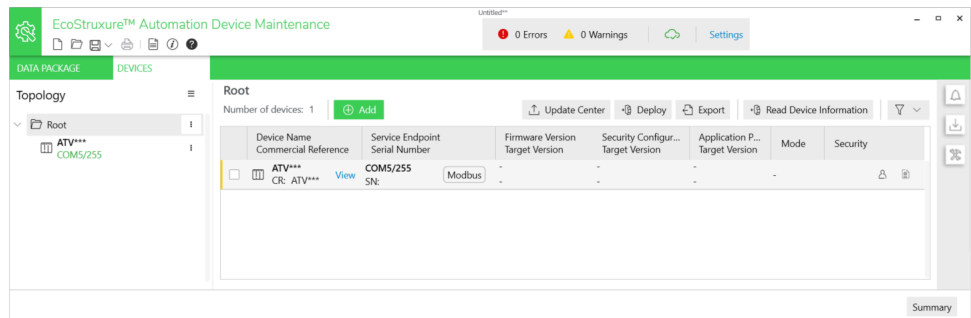 Untitled**
EcoStruxure™ Automation Device Maintenance
0 Errors 0 Warnings Settings
DATA PACKAGE DEVICES
Topology
Root
ATV***
COM5/255
Root
Number of devices: 1 Add Update Center Deploy Export Read Device Information
Device Name Service Endpoint Firmware Version Security Configur... Application P... Mode Security
Commercial Reference Serial Number Target Version Target Version Target Version
ATV*** View COM5/255 Modbus - - - -
CR: ATV*** SN: - - -
Summary